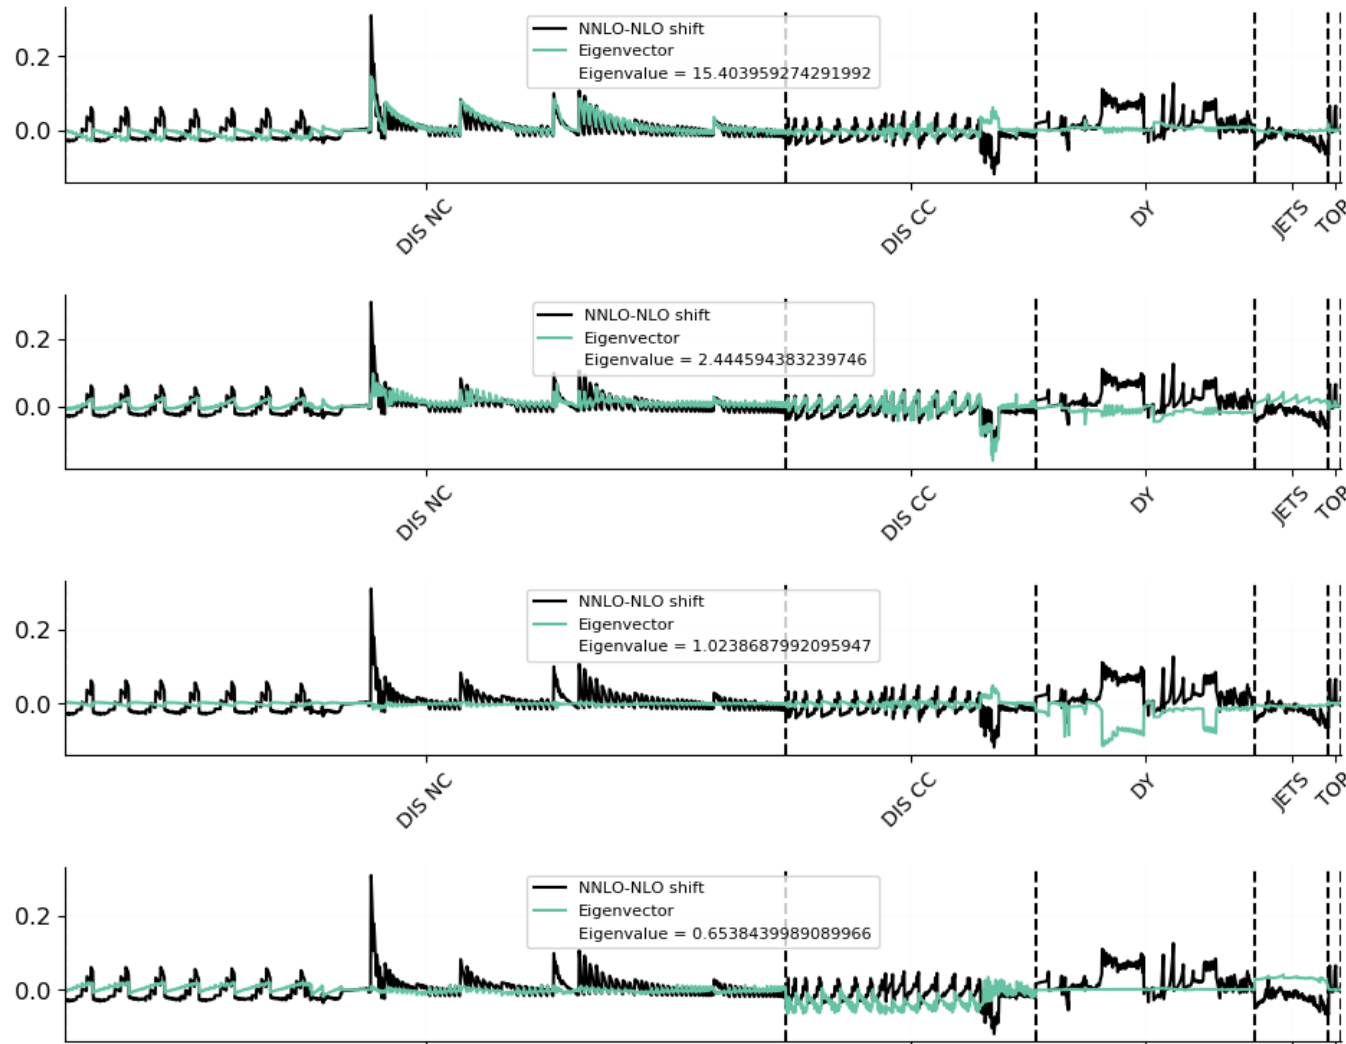 0.2
0.0
NNLO-NLO shift
Eigenvector
Eigenvalue = 15.403959274291992
DIS NC
DIS CC
DY
JETS
TOP
0.2
0.0
NNLO-NLO shift
Eigenvector
Eigenvalue = 2.444594383239746
DIS NC
DIS CC
DY
JETS
TOP
0.2
0.0
NNLO-NLO shift
Eigenvector
Eigenvalue = 1.0238687992095947
DIS NC
DIS CC
DY
JETS
TOP
0.2
0.0
NNLO-NLO shift
Eigenvector
Eigenvalue = 0.6538439989089966